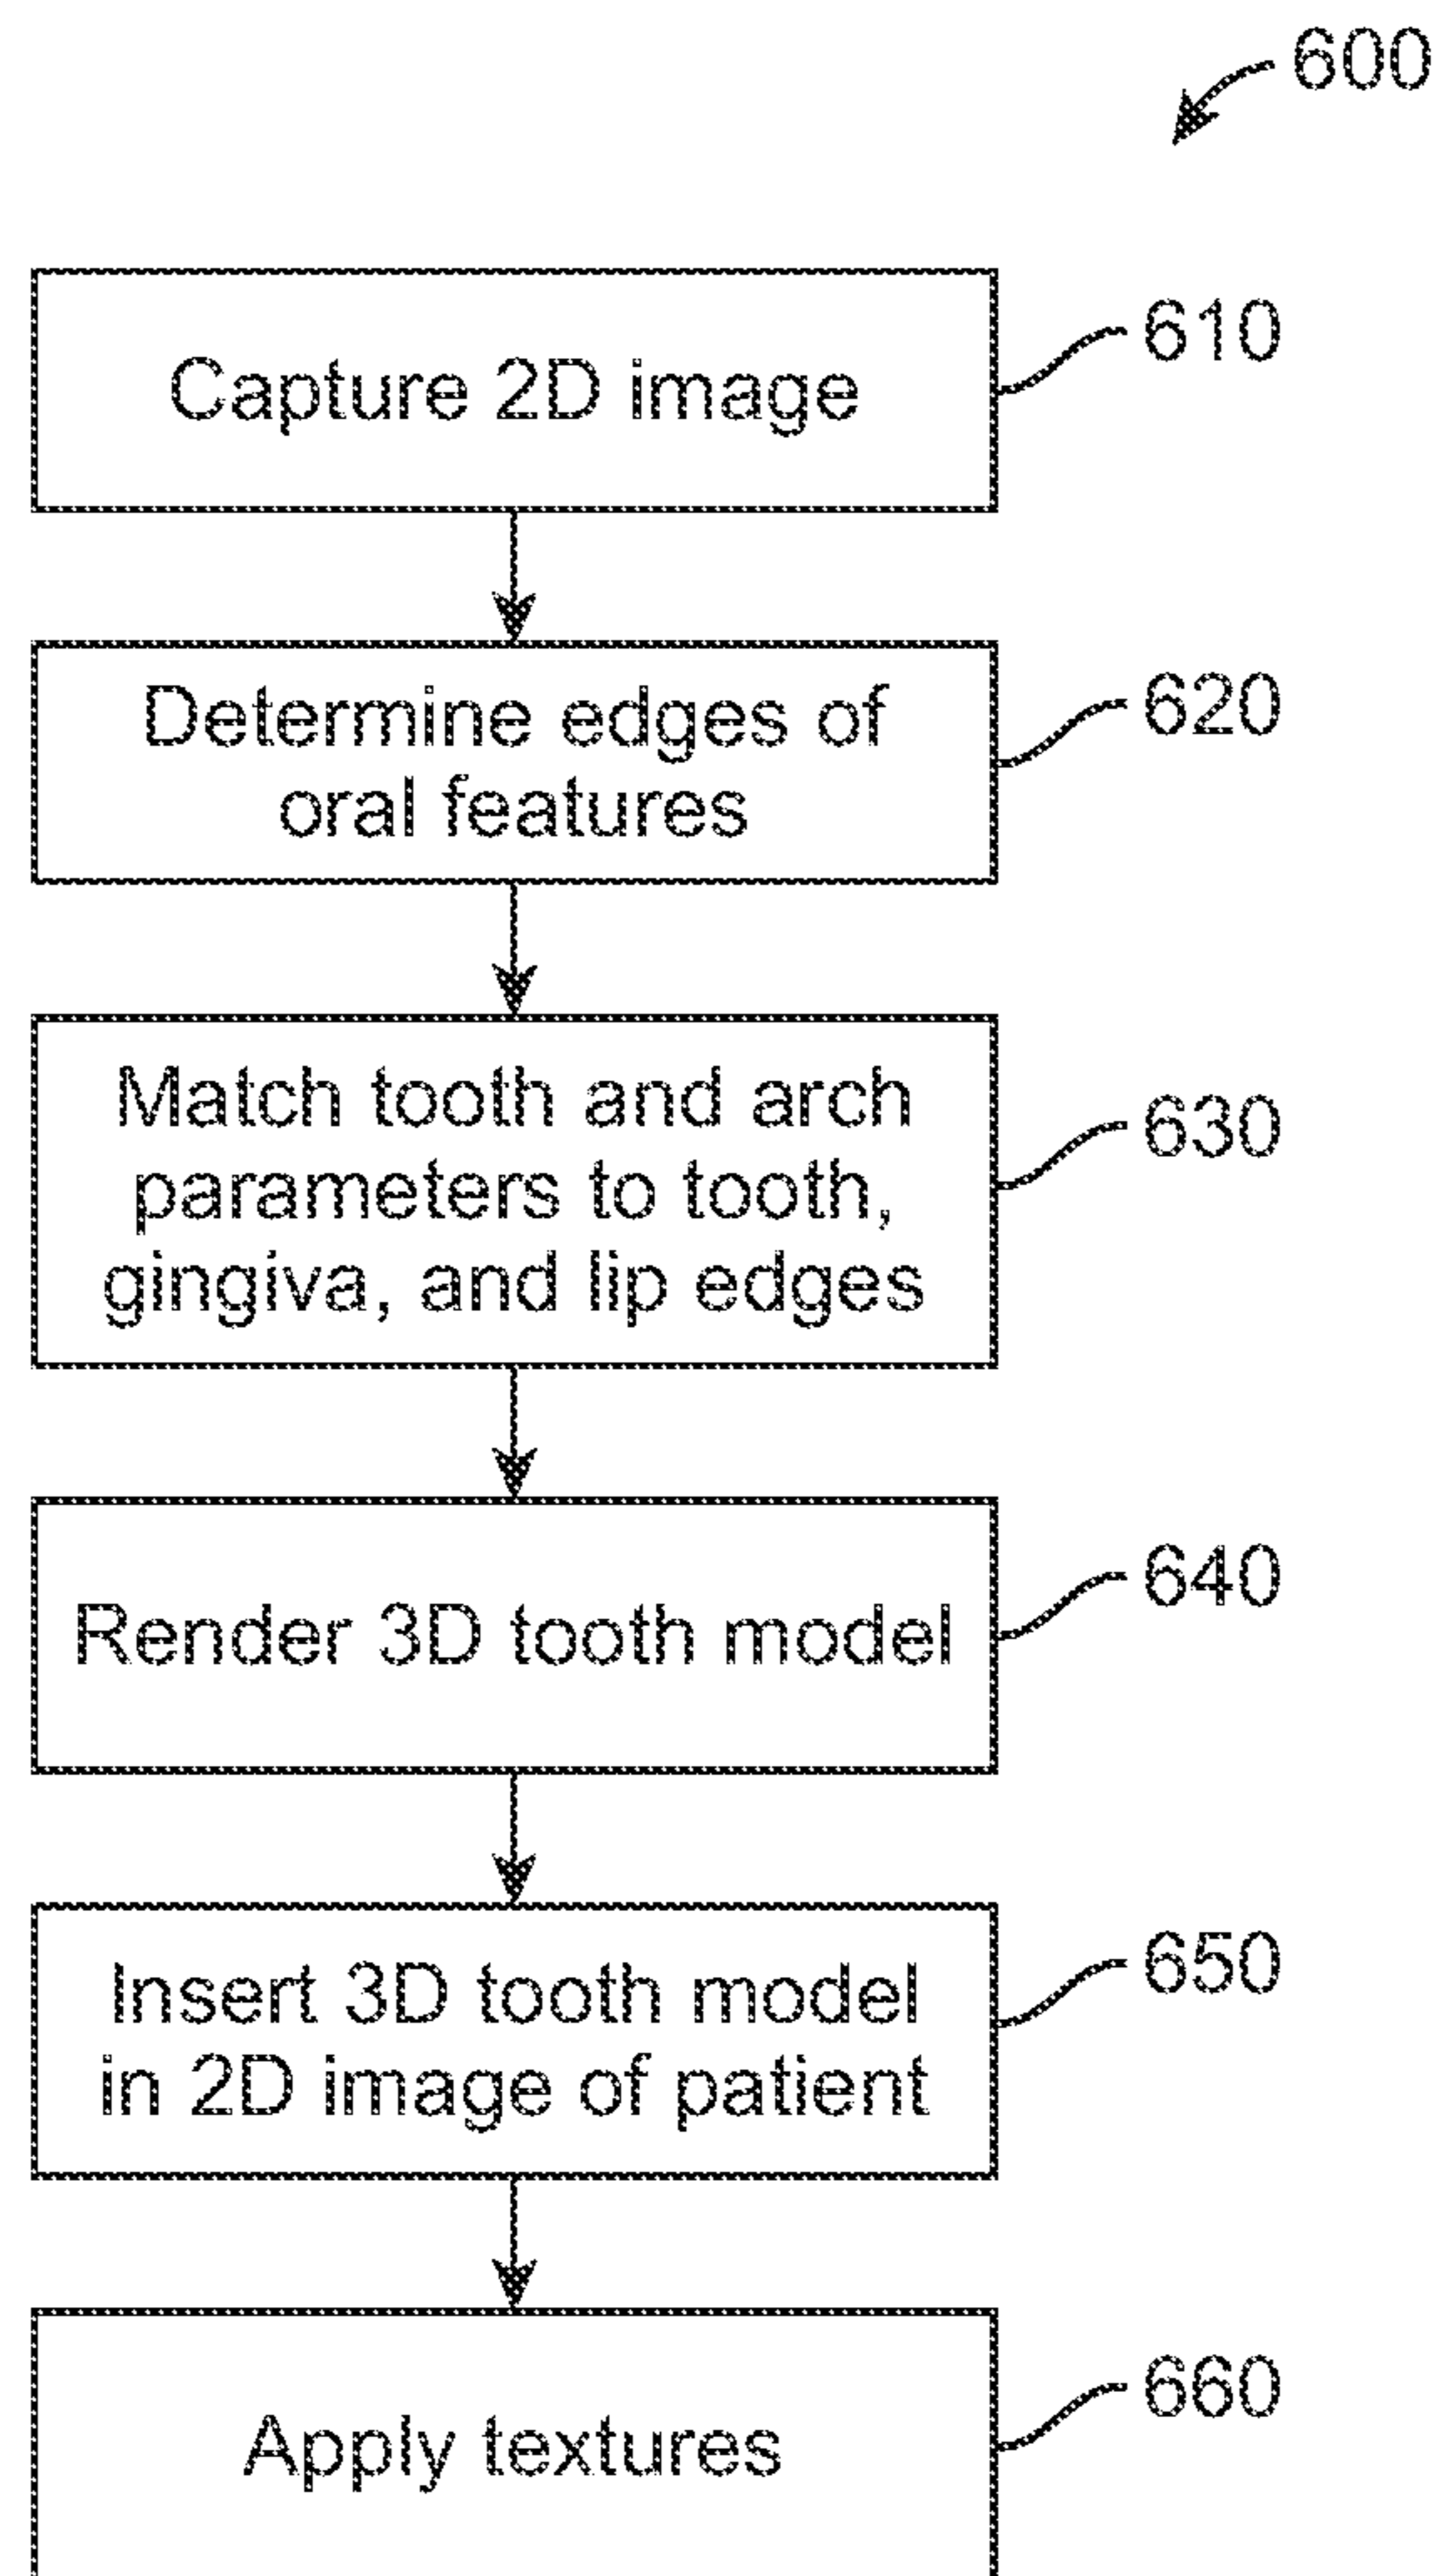 600
Capture 2D image
610
Determine edges of
oral features
620
Match tooth and arch
parameters to tooth,
gingiva, and lip edges
630
Render 3D tooth model
640
Insert 3D tooth model
in 2D image of patient
650
Apply textures
660